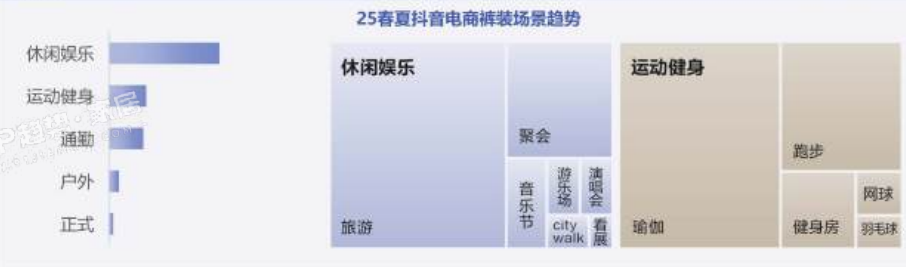 25春夏抖音电商裤装场景趋势
休闲娱乐
运动健身
通勤
户外
正式
休闲娱乐
旅游
聚会
音乐节
游乐场
演唱会
city walk
看展
运动健身
瑜伽
跑步
健身房
网球
羽毛球